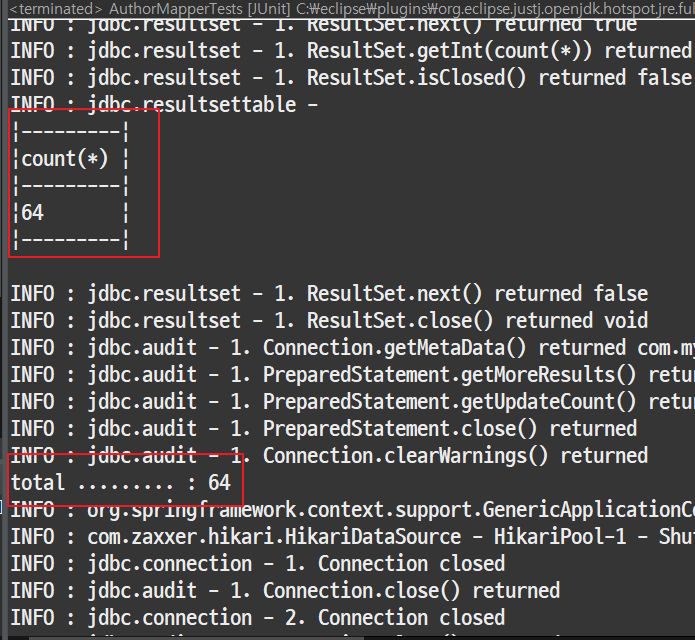 <terminated> AuthorMapperTests [JUnit] C:₩eclipse₩plugins₩org.eclipse.justj.openjdk.hotspot.jre.ful
INFO : jdbc.resultset - 1. ResultSet.next() returned true
INFO : jdbc.resultset - 1. ResultSet.getInt(count(*)) returned
INFO : jdbc.resultset - 1. ResultSet.isClosed() returned false
INFO : jdbc.resultsettable -
¦---------¦
¦count(*) ¦
¦---------¦
¦64       ¦
¦---------¦
INFO : jdbc.resultset - 1. ResultSet.next() returned false
INFO : jdbc.resultset - 1. ResultSet.close() returned void
INFO : jdbc.audit - 1. Connection.getMetaData() returned com.my
INFO : jdbc.audit - 1. PreparedStatement.getMoreResults() retur
INFO : jdbc.audit - 1. PreparedStatement.getUpdateCount() retur
INFO : jdbc.audit - 1. PreparedStatement.close() returned
INFO : jdbc.audit - 1. Connection.clearWarnings() returned
total ......... : 64
INFO : org.springframework.context.support.GenericApplicationCo
INFO : com.zaxxer.hikari.HikariDataSource - HikariPool-1 - Shut
INFO : jdbc.connection - 1. Connection closed
INFO : jdbc.audit - 1. Connection.close() returned
INFO : jdbc.connection - 2. Connection closed